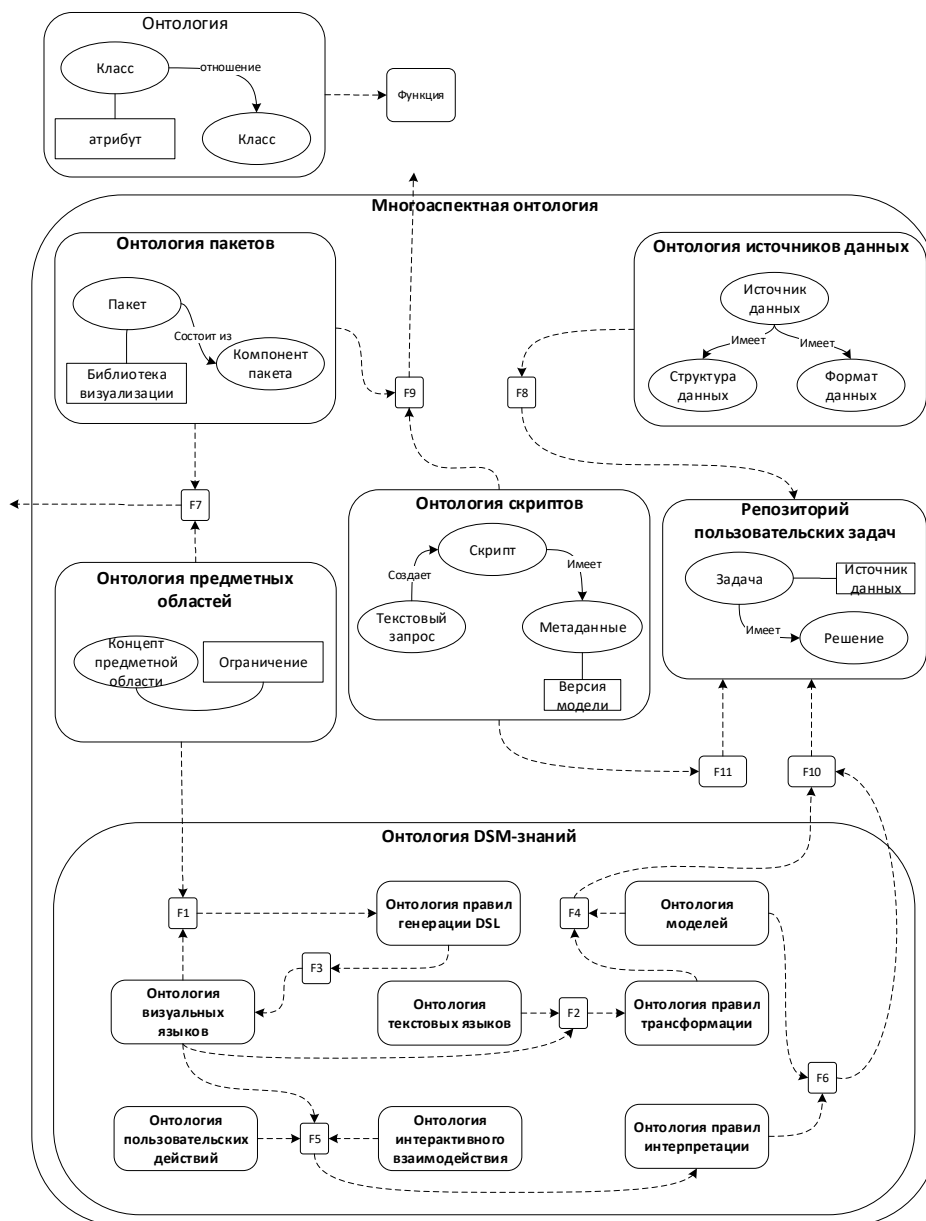 Онтология
Класс
отношение
Функция
атрибут
Класс
Многоаспектная онтология
Онтология пакетов
Пакет
Состоит из
Компонент
пакета
Библиотека
визуализации
Онтология источников данных
Источник
данных
Имеет
Имеет
Структура
данных
Формат
данных
F9
F8
F7
Онтология скриптов
Скрипт
Создает
Имеет
Текстовый
запрос
Метаданные
Версия
модели
Репозиторий
пользовательских задач
Задача
Источник
данных
Имеет
Решение
Онтология предметных
областей
Концепт
предметной
области
Ограничение
F11
F10
Онтология DSM-знаний
F1
Онтология правил
генерации DSL
F4
Онтология
моделей
F3
Онтология
визуальных
языков
Онтология
текстовых языков
F2
Онтология правил
трансформации
F6
Онтология
пользовательских
действий
F5
Онтология
интерактивного
взаимодействия
Онтология правил
интерпретации